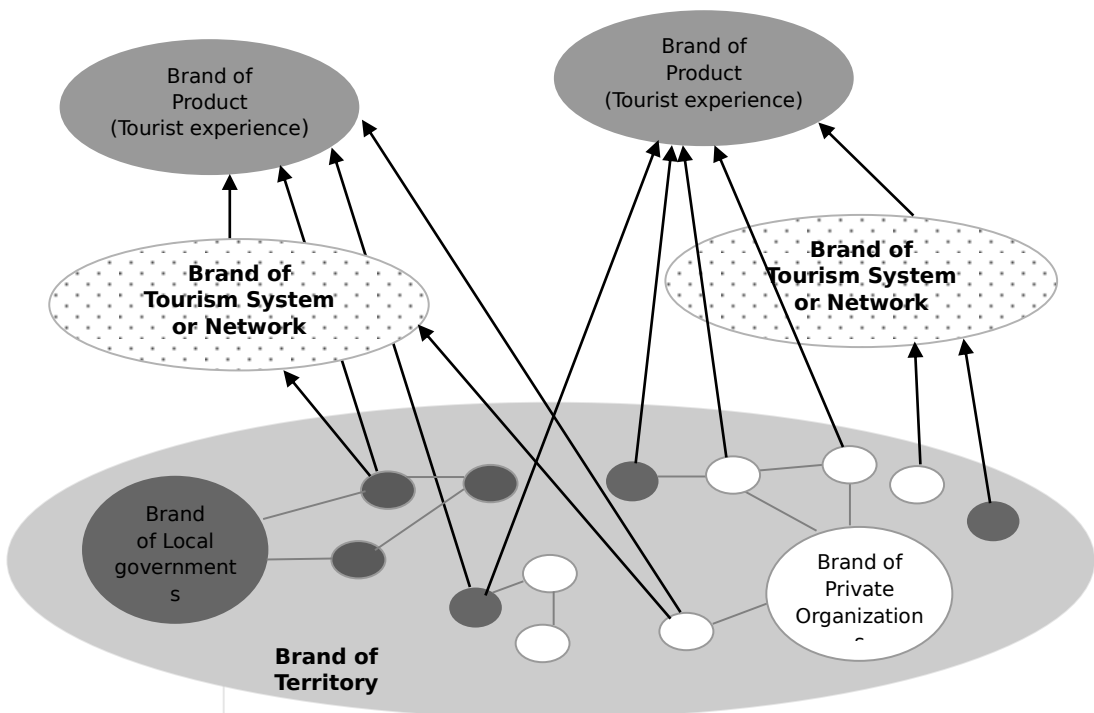 Brand of
Product
(Tourist experience)
Brand of
Product
(Tourist experience)
Brand of
Tourism System
or Network
Brand of
Tourism System
or Network
Brand
of Local
government
s
Brand of
Private
Organization
s
Brand of
Territory